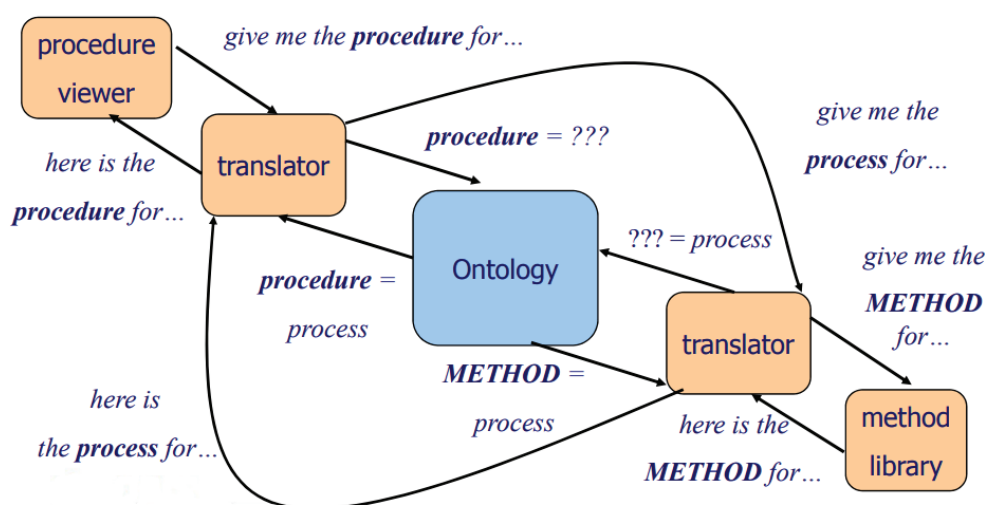 procedure
viewer
give me the procedure for…
translator
procedure = ???
give me the
process for…
here is the
procedure for…
Ontology
??? = process
procedure =
process
give me the
METHOD
for…
translator
METHOD =
process
here is
the process for…
here is the
METHOD for…
method
library